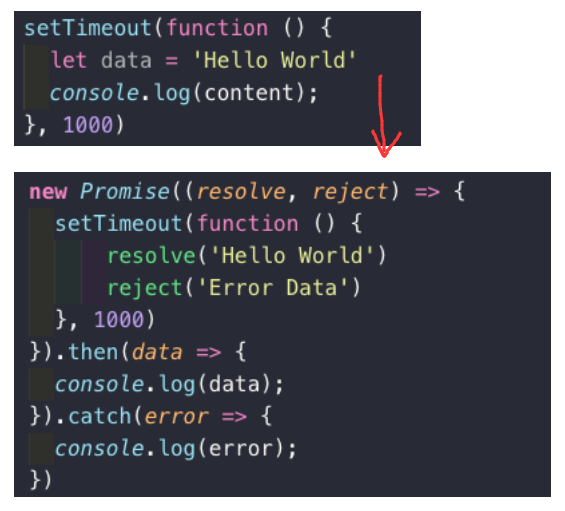 setTimeout(function () {
  let data = 'Hello World'
  console.log(content);
}, 1000)
new Promise((resolve, reject) => {
  setTimeout(function () {
      resolve('Hello World')
      reject('Error Data')
  }, 1000)
}).then(data => {
  console.log(data);
}).catch(error => {
  console.log(error);
})